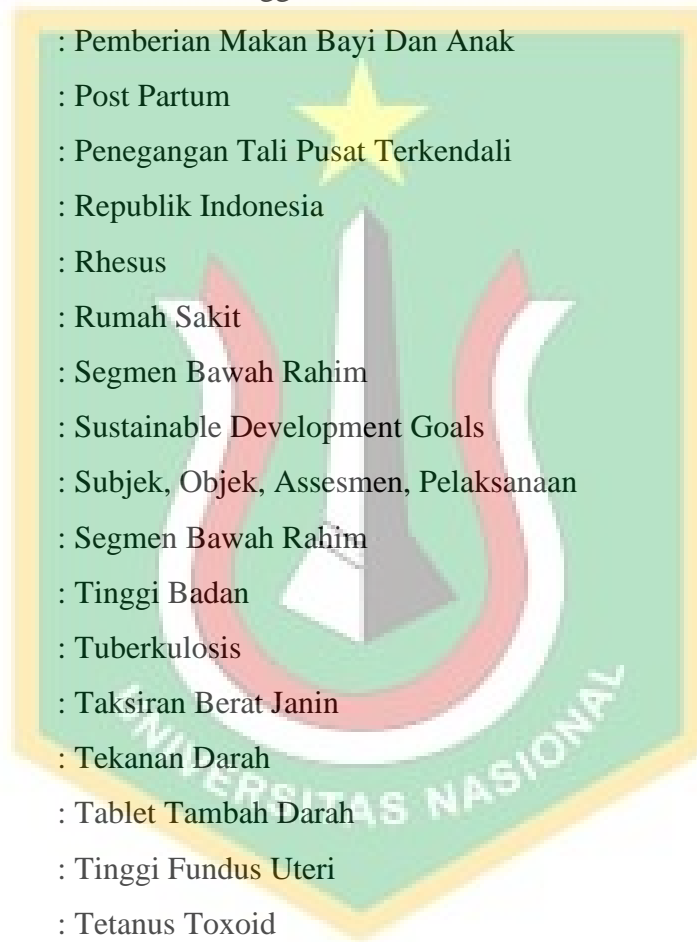 : Pemberian Makan Bayi Dan Anak
: Post Partum
: Penegangan Tali Pusat Terkendali
: Republik Indonesia
: Rhesus
: Rumah Sakit
: Segmen Bawah Rahim
: Sustainable Development Goals
: Subjek, Objek, Assesmen, Pelaksanaan
: Segmen Bawah Rahim
: Tinggi Badan
: Tuberkulosis
: Taksiran Berat Janin
: Tekanan Darah
: Tablet Tambah Darah
: Tinggi Fundus Uteri
: Tetanus Toxoid
UNIVERSITAS NASIONAL